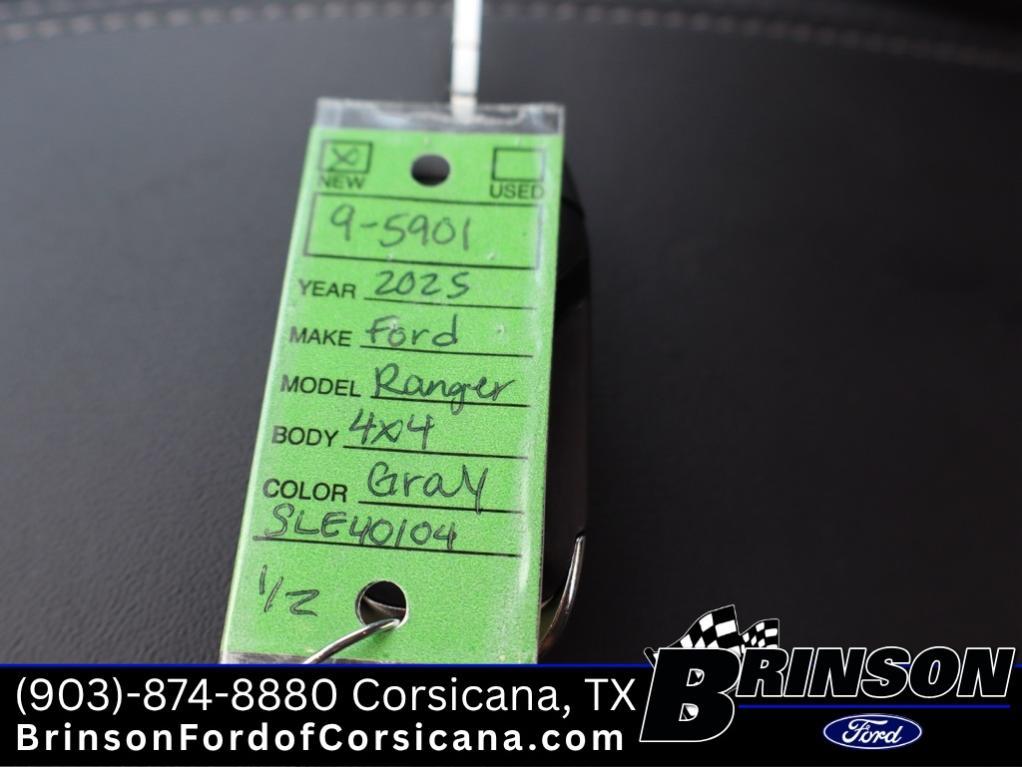 NEW
USED
9-5901
YEAR 2025
MAKE Ford
MODEL Ranger
BODY 4x4
COLOR Gray
SLE40104
1/2
(903)-874-8880 Corsicana, TX
BrinsonFordofCorsicana.com
BRINSON
Ford